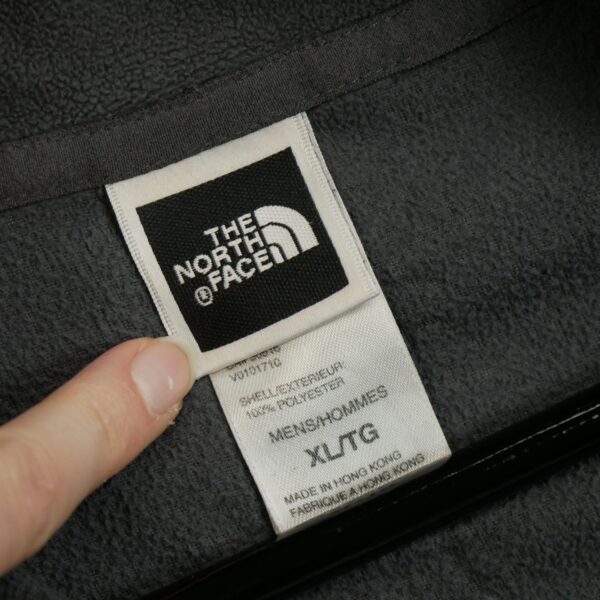 THE
NORTH
FACE
®
V0101710
SHELL/EXTERIEUR
100% POLYESTER
MENS/HOMMES
XL/TG
MADE IN HONG KONG
FABRIQUE A HONG KONG